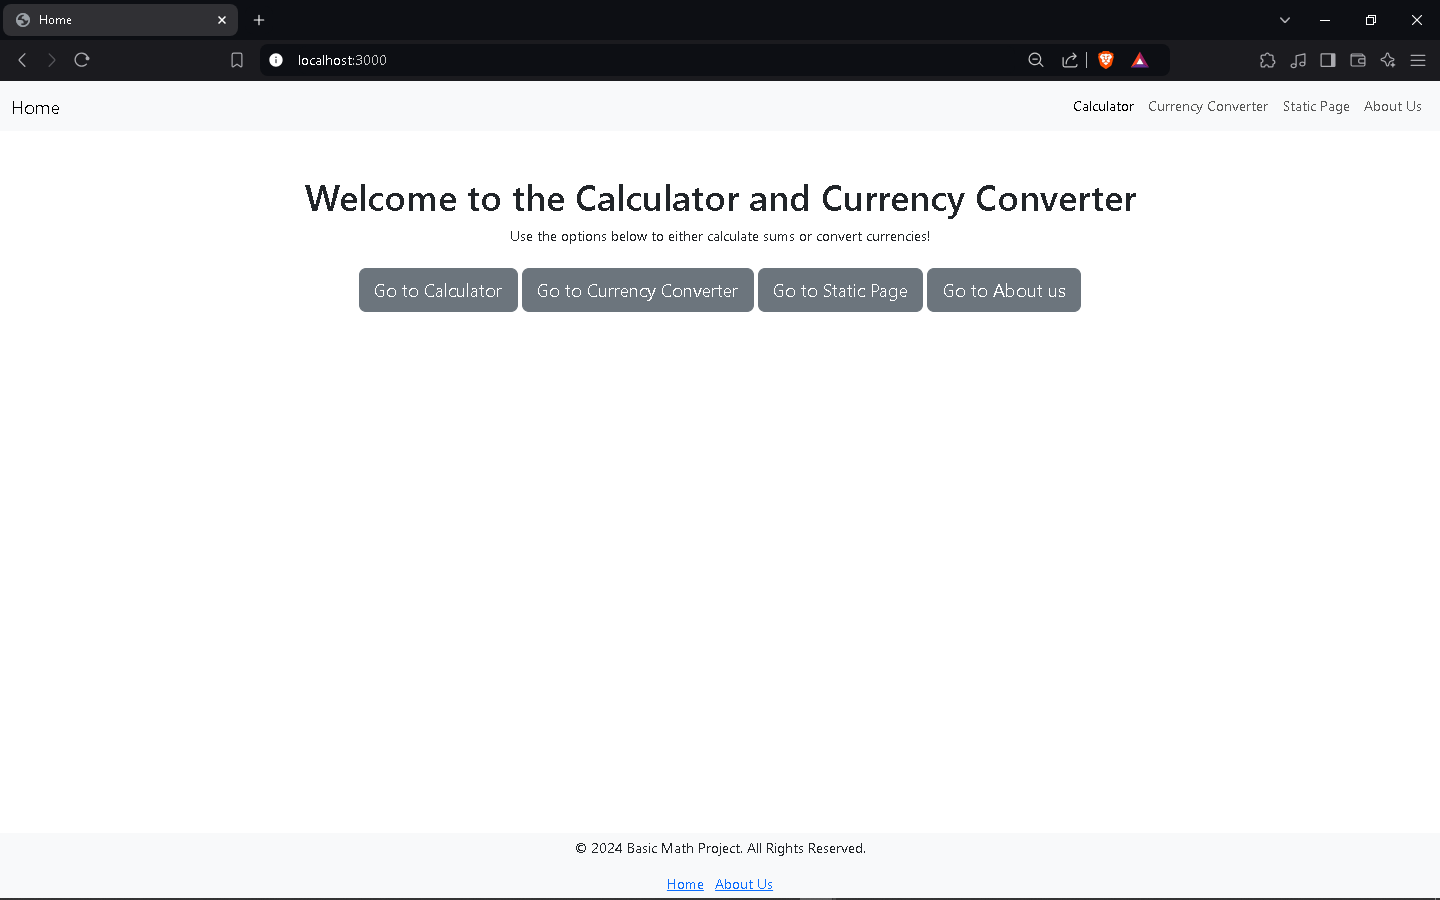 Home
localhost:3000
Home
Calculator Currency Converter Static Page About Us
Welcome to the Calculator and Currency Converter
Use the options below to either calculate sums or convert currencies!
Go to Calculator Go to Currency Converter Go to Static Page Go to About us
© 2024 Basic Math Project. All Rights Reserved.
Home About Us